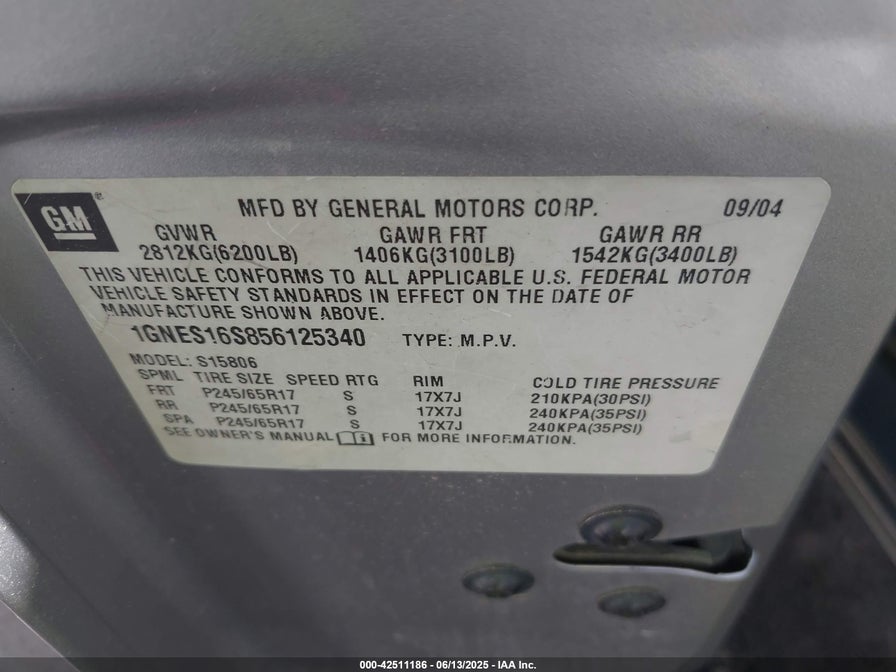 GM®
MFD BY GENERAL MOTORS CORP. 09/04
GVWR GAWR FRT GAWR RR
2812KG(6200LB) 1406KG(3100LB) 1542KG(3400LB)
THIS VEHICLE CONFORMS TO ALL APPLICABLE U.S. FEDERAL MOTOR
VEHICLE SAFETY STANDARDS IN EFFECT ON THE DATE OF
MANUFACTURE SHOWN ABOVE.
1GNES16S856125340 TYPE: M.P.V.
MODEL: S15806
SPML TIRE SIZE SPEED RTG RIM COLD TIRE PRESSURE
FRT P245/65R17 S 17X7J 210KPA(30PSI)
RR P245/65R17 S 17X7J 240KPA(35PSI)
SPA P245/65R17 S 17X7J 240KPA(35PSI)
SEE OWNER'S MANUAL FOR MORE INFORMATION.
000-42511186 - 06/13/2025 - IAA Inc.